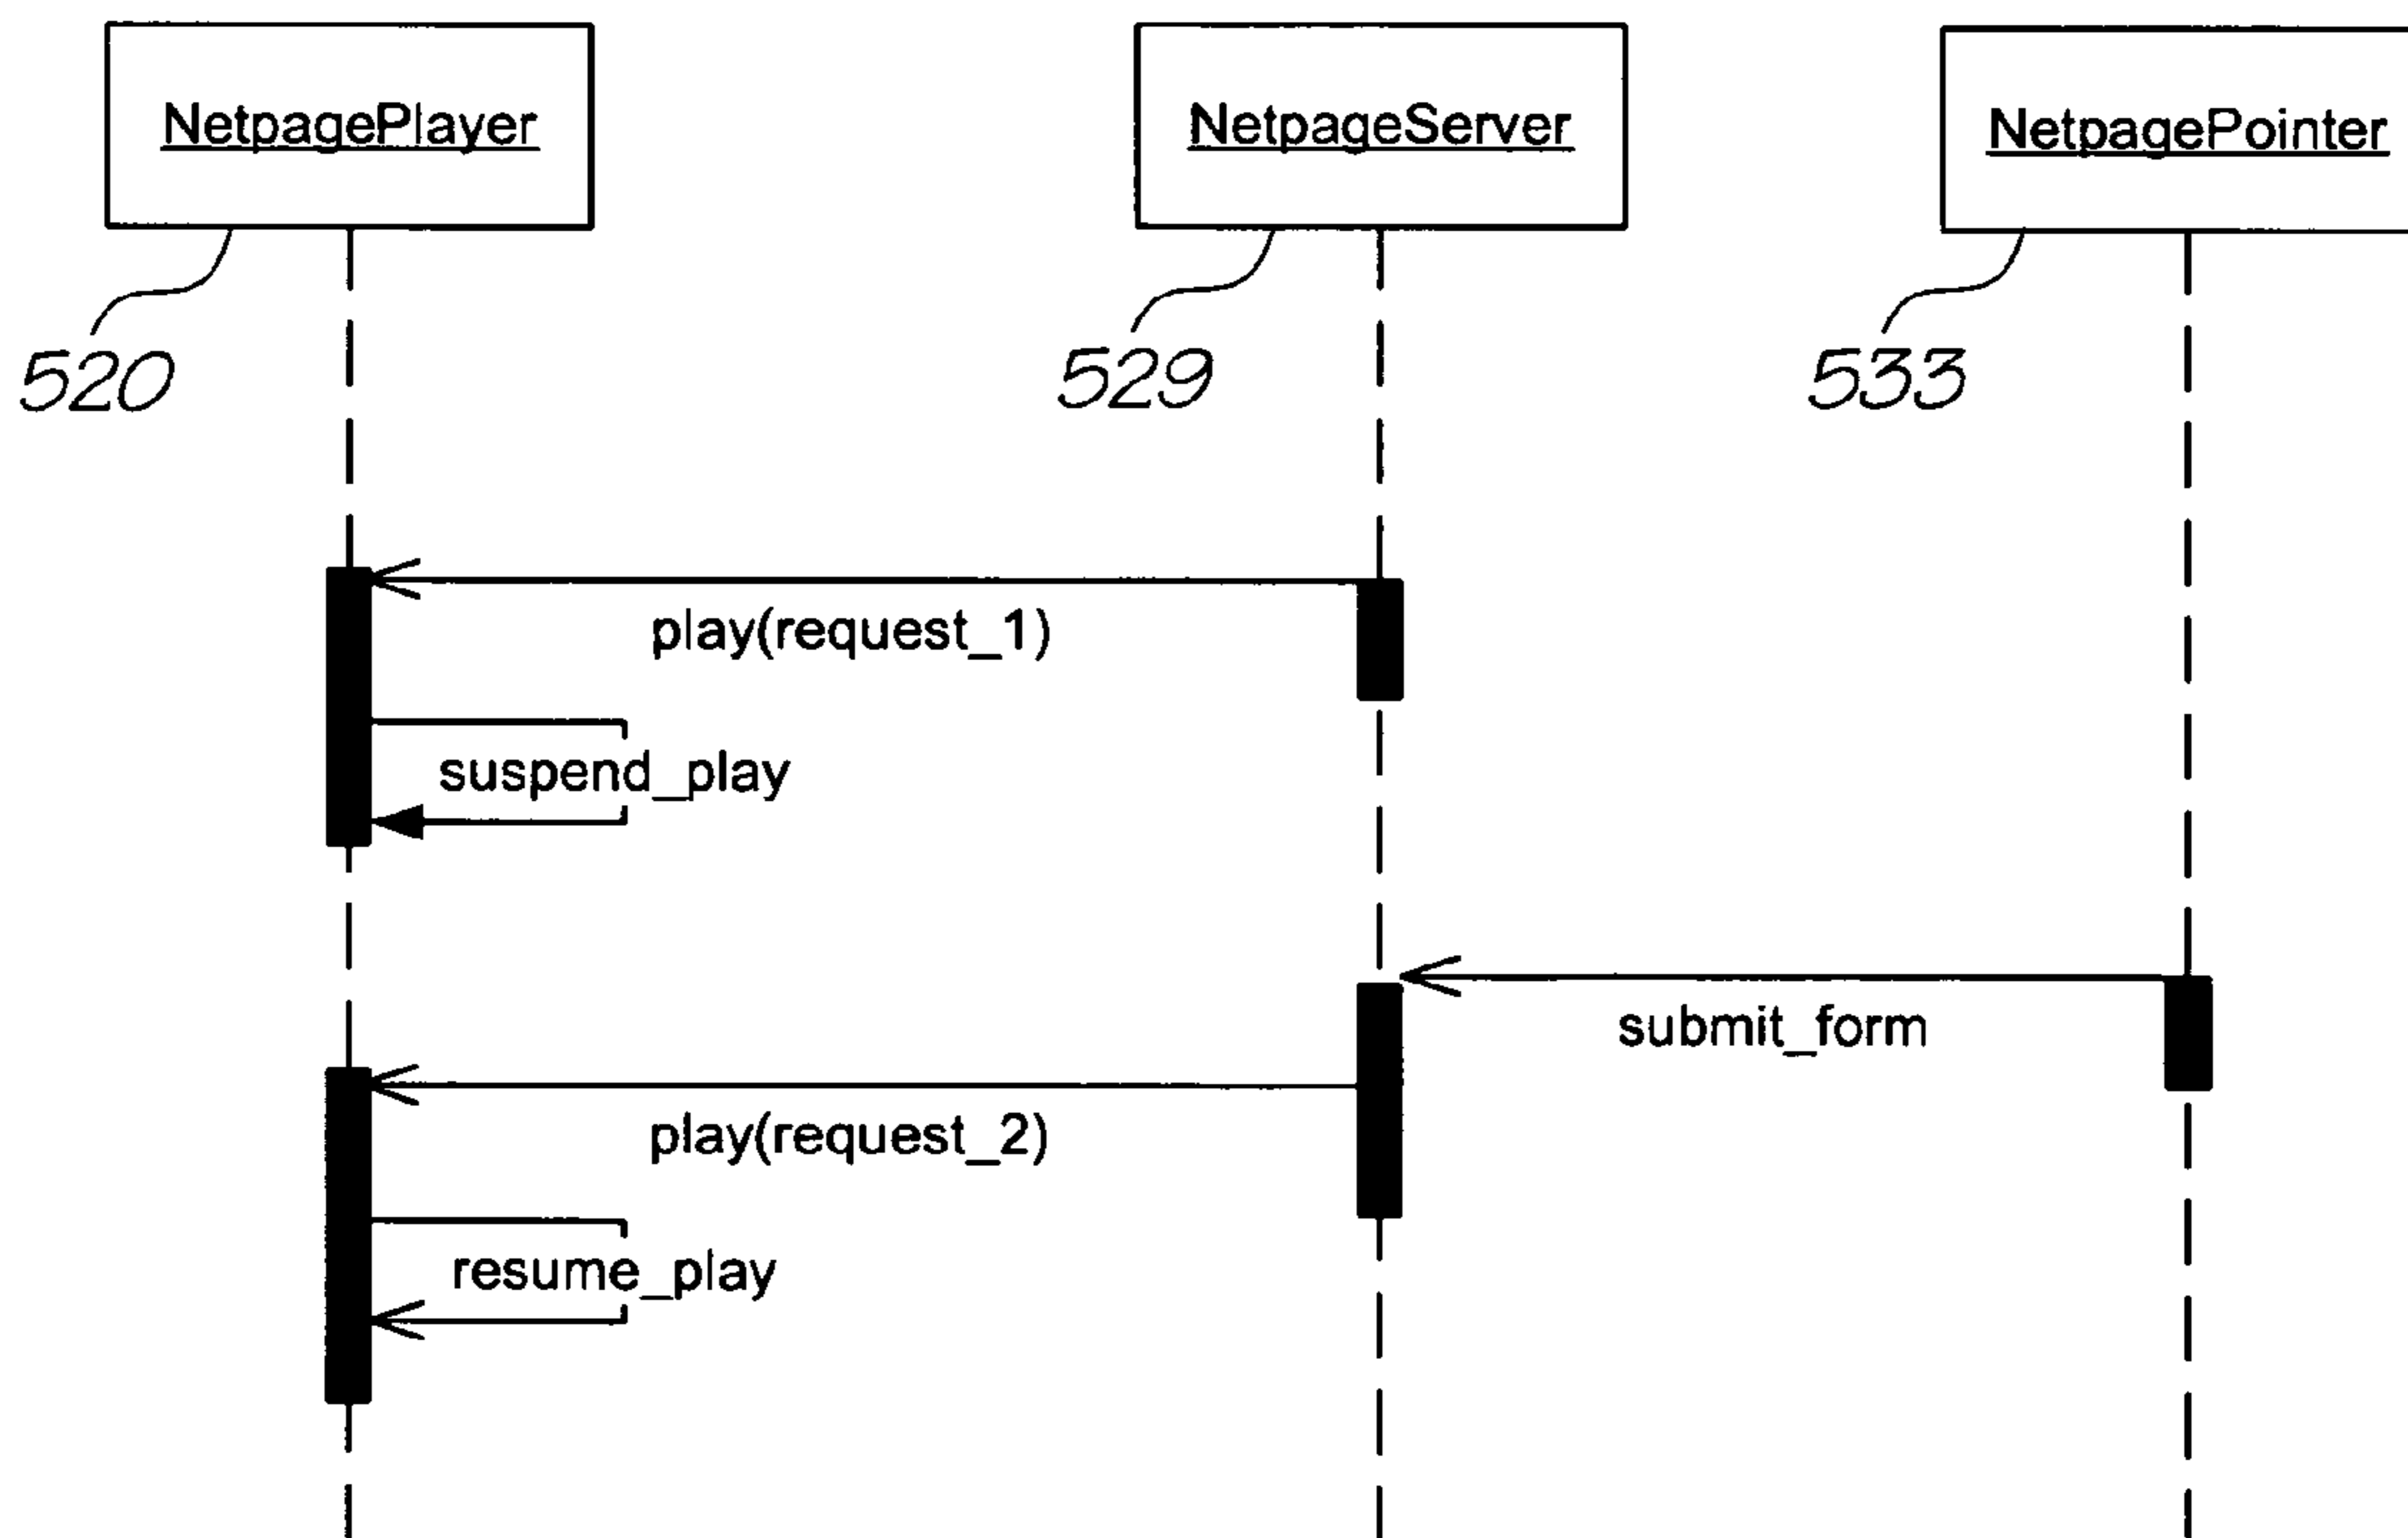 NetpagePlayer
NetpageServer
NetpagePointer
520
529
533
play(request_1)
suspend_play
submit_form
play(request_2)
resume_play